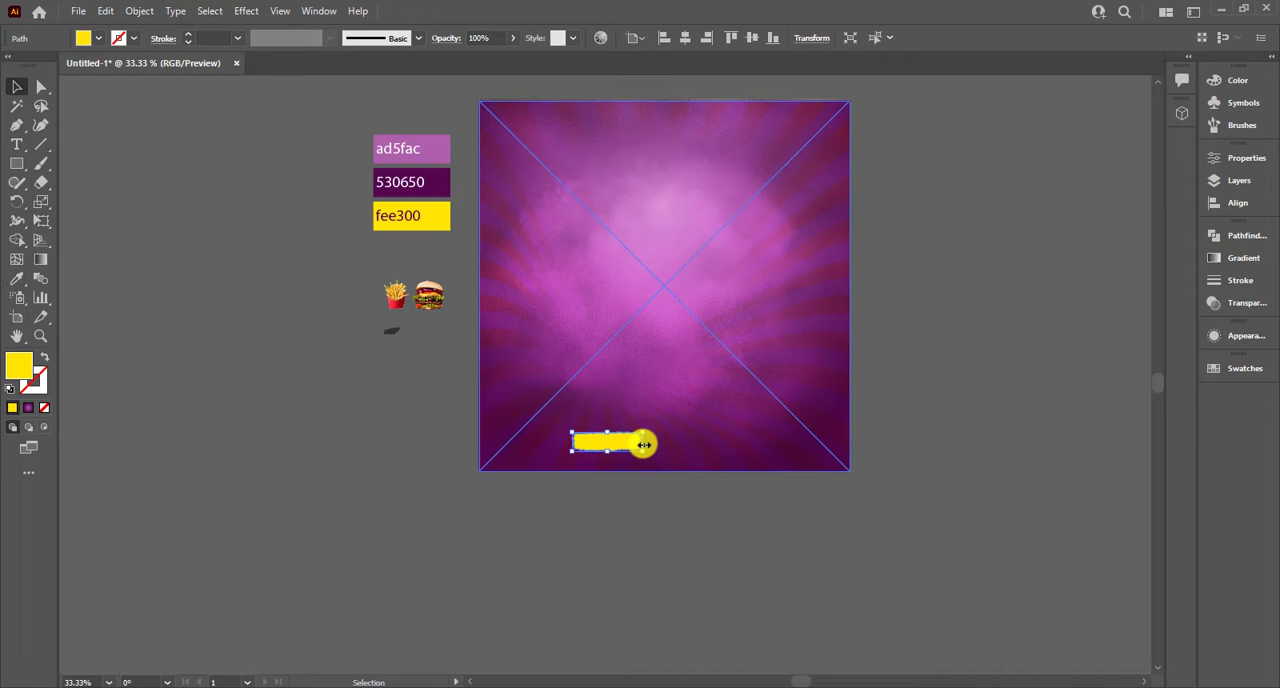 Ai File Edit Object Type Select Effect View Window Help
Path Stroke: Basic Opacity: 100% Style: Transform
Untitled-1* @ 33.33 % (RGB/Preview) ×
ad5fac
530650
fee300
Color
Symbols
Brushes
Properties
Layers
Align
Pathfind...
Gradient
Stroke
Transpar...
Appeara...
Swatches
33.33% 0° 1 Selection